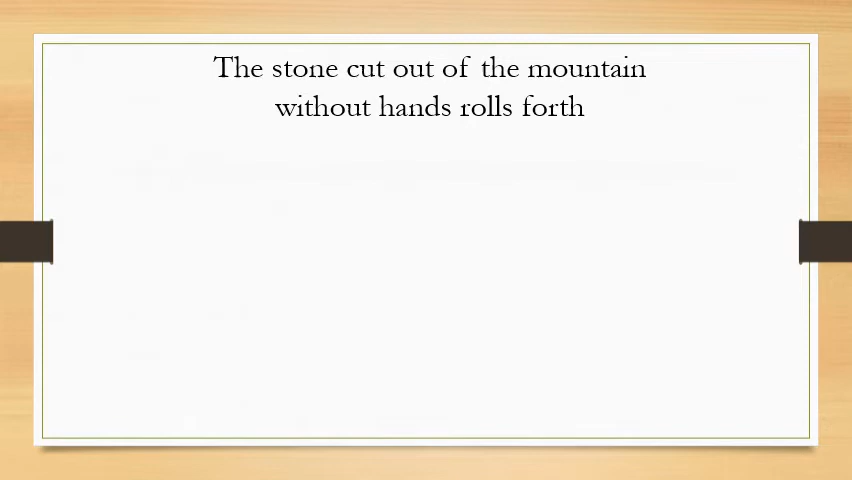 The stone cut out of the mountain
without hands rolls forth